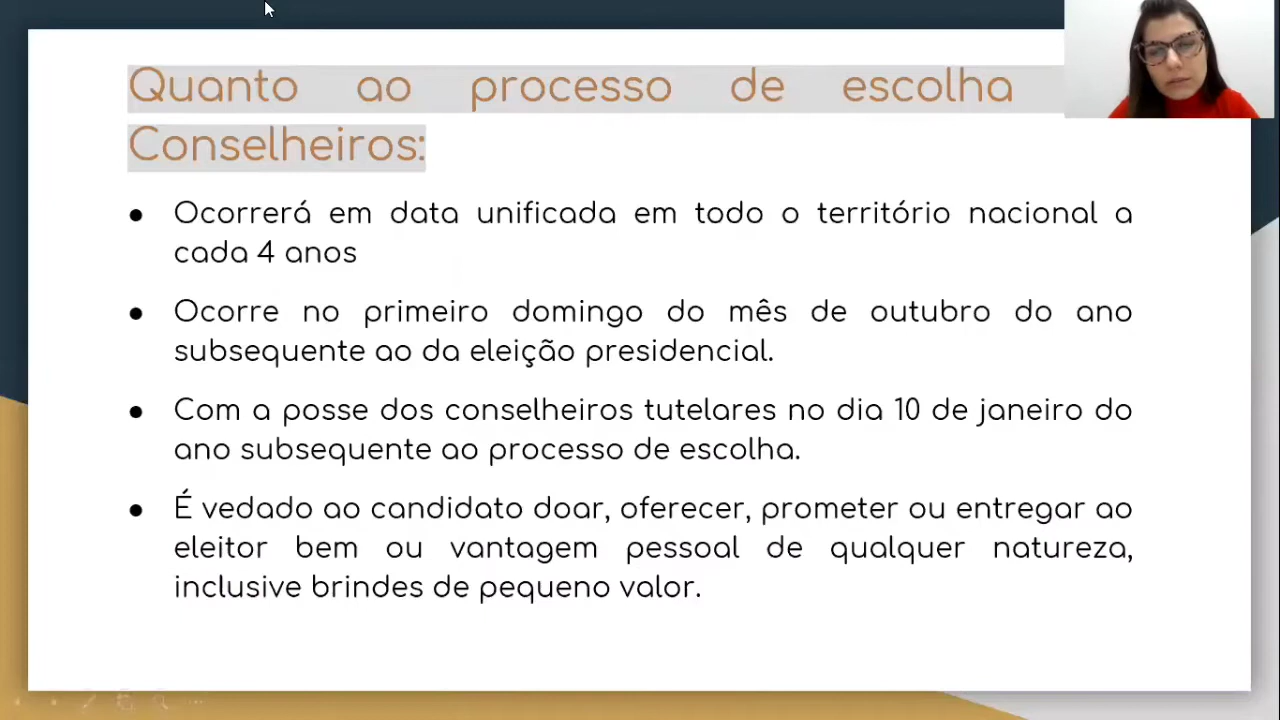 Quanto ao processo de escolha
Conselheiros:
● Ocorrerá em data unificada em todo o território nacional a
cada 4 anos
● Ocorre no primeiro domingo do mês de outubro do ano
subsequente ao da eleição presidencial.
● Com a posse dos conselheiros tutelares no dia 10 de janeiro do
ano subsequente ao processo de escolha.
● É vedado ao candidato doar, oferecer, prometer ou entregar ao
eleitor bem ou vantagem pessoal de qualquer natureza,
inclusive brindes de pequeno valor.